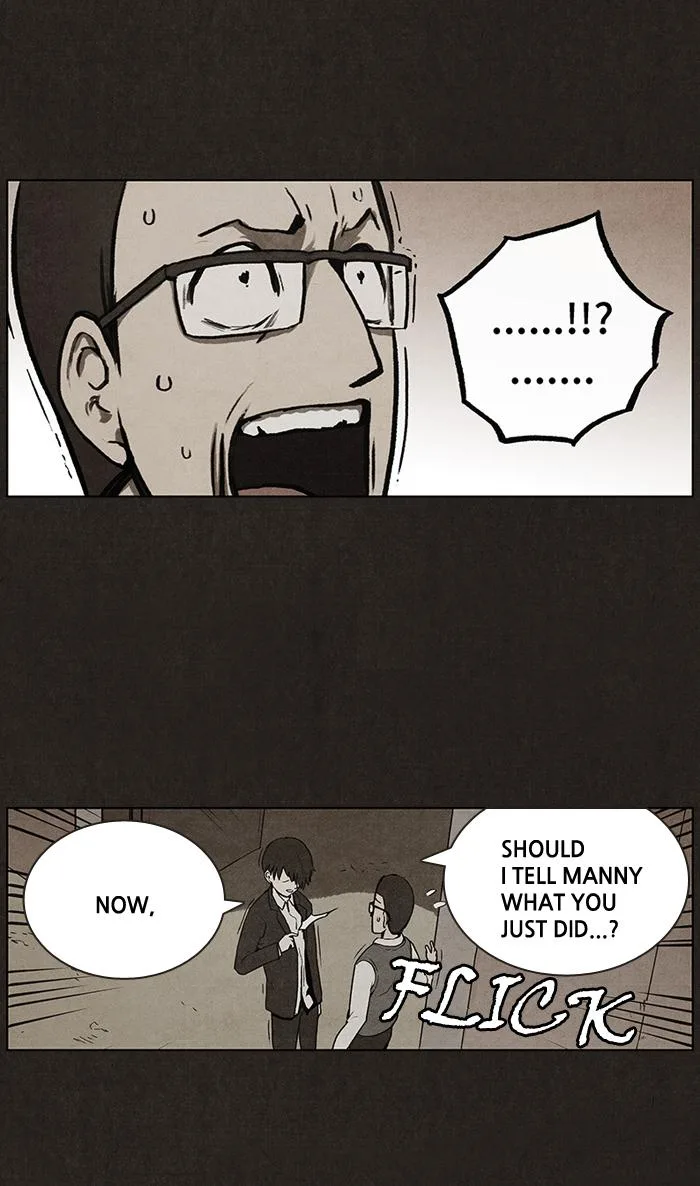 ......!!?
.......
NOW,
SHOULD
I TELL MANNY
WHAT YOU
JUST DID...?
FLICK